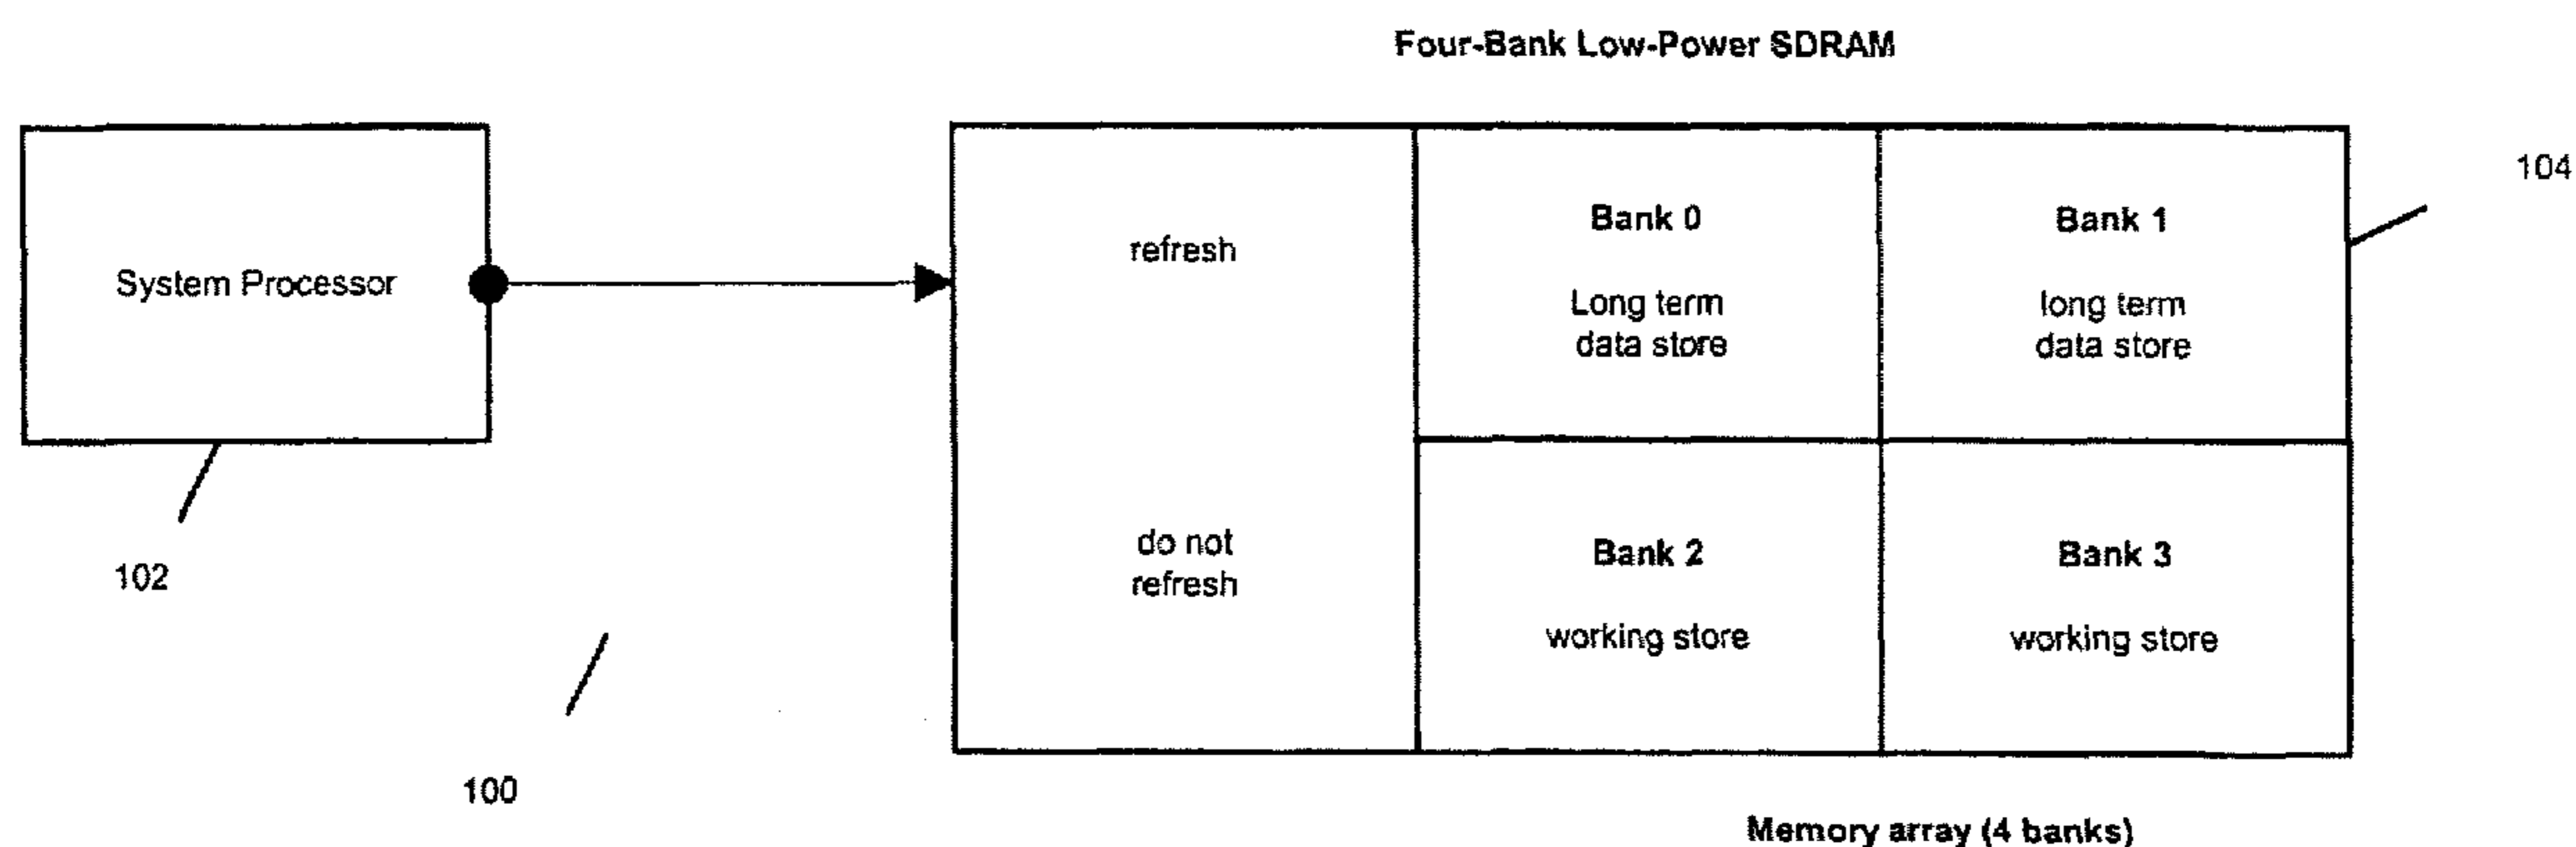 Four-Bank Low-Power SDRAM
104
System Processor
refresh
Bank 0
Long term
data store
Bank 1
long term
data store
do not
refresh
Bank 2
working store
Bank 3
working store
102
100
Memory array (4 banks)